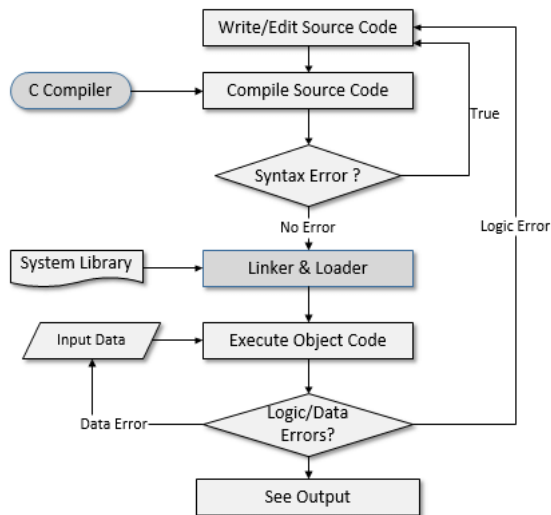 Write/Edit Source Code
C Compiler
Compile Source Code
True
Syntax Error ?
No Error
Logic Error
System Library
Linker & Loader
Input Data
Execute Object Code
Data Error
Logic/Data
Errors?
See Output